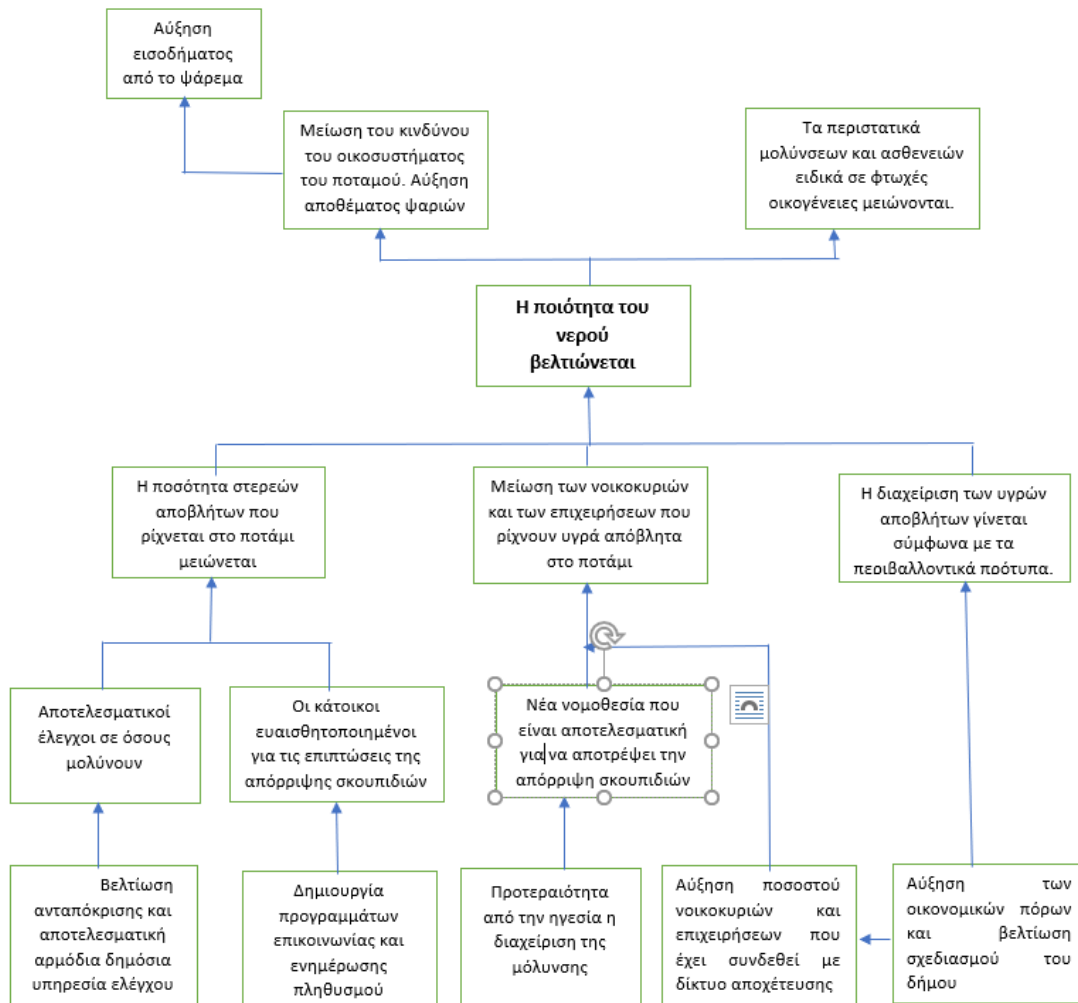 Αύξηση
εισοδήματος
από το ψάρεμα
Μείωση του κινδύνου
του οικοσυστήματος
του ποταμού. Αύξηση
αποθέματος ψαριών
Τα περιστατικά
μολύνσεων και ασθενειών
ειδικά σε φτωχές
οικογένειες μειώνονται.
Η ποιότητα του
νερού
βελτιώνεται
Η ποσότητα στερεών
αποβλήτων που
ρίχνεται στο ποτάμι
μειώνεται
Μείωση των νοικοκυριών
και των επιχειρήσεων που
ρίχνουν υγρά απόβλητα
στο ποτάμι
Η διαχείριση των υγρών
αποβλήτων γίνεται
σύμφωνα με τα
περιβαλλοντικά πρότυπα.
Αποτελεσματικοί
έλεγχοι σε όσους
μολύνουν
Οι κάτοικοι
ευαισθητοποιημένοι
για τις επιπτώσεις της
απόρριψης σκουπιδιών
Νέα νομοθεσία που
είναι αποτελεσματική
για να αποτρέψει την
απόρριψη σκουπιδιών
Βελτίωση
ανταπόκρισης και
αποτελεσματική
αρμόδια δημόσια
υπηρεσία ελέγχου
Δημιουργία
προγραμμάτων
επικοινωνίας και
ενημέρωσης
πληθυσμού
Προτεραιότητα
από την ηγεσία η
διαχείριση της
μόλυνσης
Αύξηση ποσοστού
νοικοκυριών και
επιχειρήσεων που
έχει συνδεθεί με
δίκτυο αποχέτευσης
Αύξηση των
οικονομικών πόρων
και βελτίωση
σχεδιασμού του
δήμου